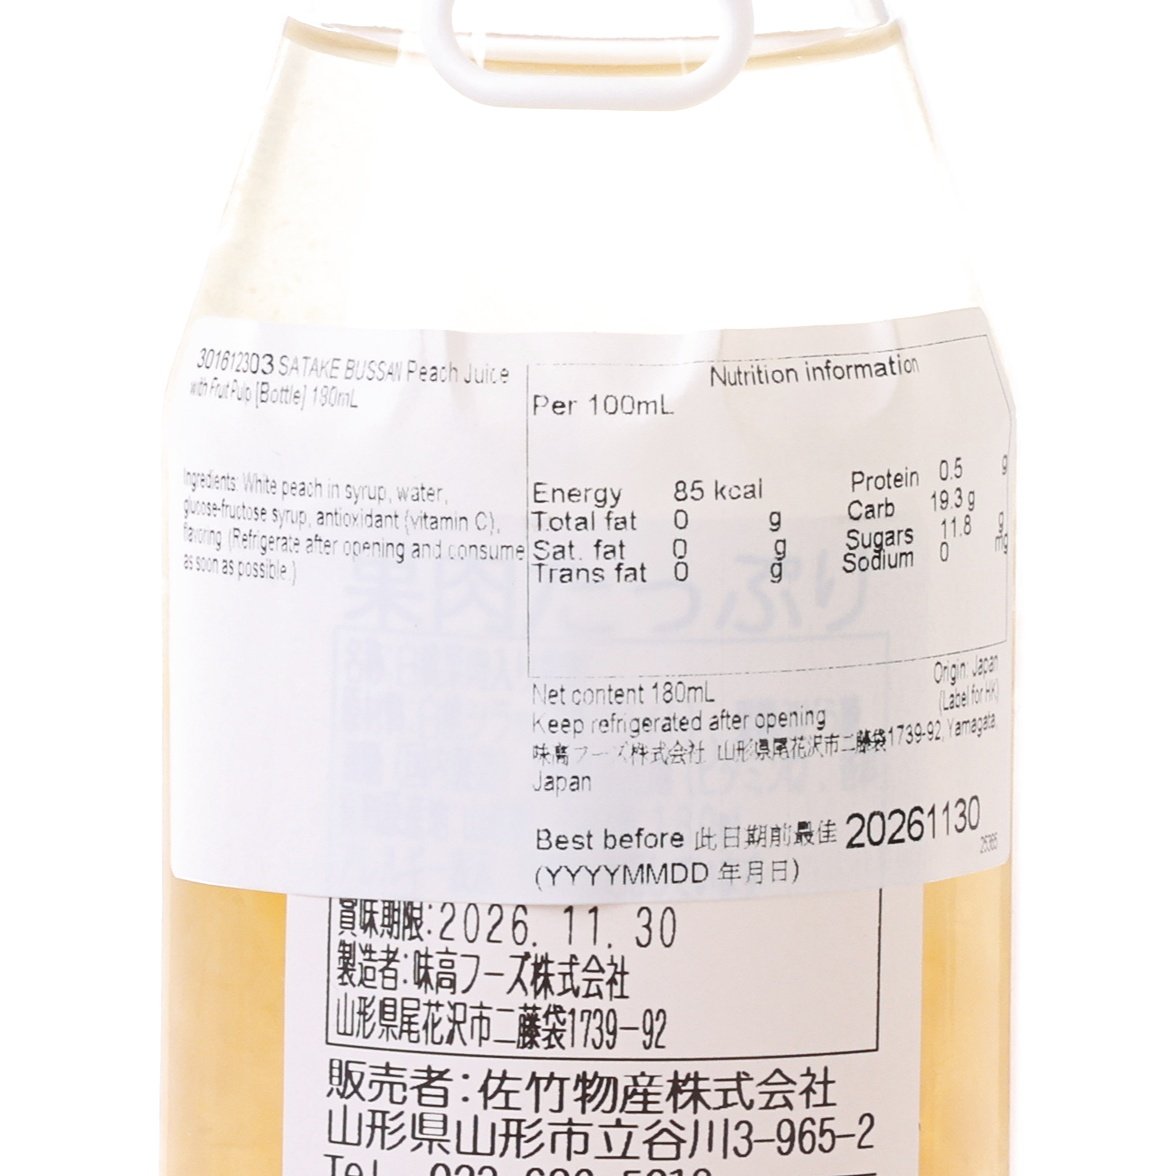 301612303 SATAKE BUSSAN Peach Juice
with Fruit Pulp [Bottle] 180mL
Ingredients: White peach in syrup, water,
glucose-fructose syrup, antioxidant (vitamin C),
flavoring (Refrigerate after opening and consume
as soon as possible.)
Nutrition information
Per 100mL
Energy 85 kcal
Total fat 0 g
Sat. fat 0 g
Trans fat 0 g
Protein 0.5 g
Carb 19.3 g
Sugars 11.8 g
Sodium 0 mg
Net content 180mL
Keep refrigerated after opening
Origin: Japan
(Label for HK)
味高フーズ株式会社 山形県尾花沢市二藤袋1739-92, Yamagata,
Japan
Best before 此日期前最佳 20261130
(YYYYMMDD 年月日)
25365
果肉たっぷり
賞味期限:2026. 11. 30
製造者:味高フーズ株式会社
山形県尾花沢市二藤袋1739−92
販売者:佐竹物産株式会社
山形県山形市立谷川3−965−2
Tel